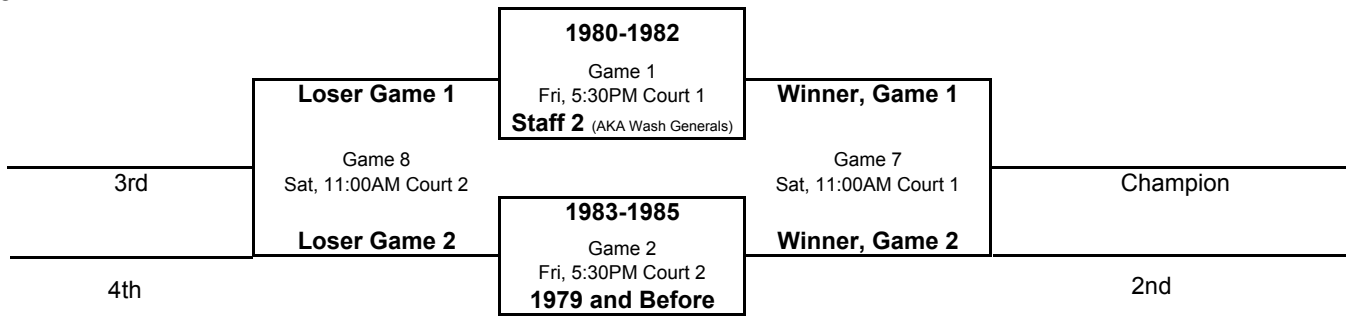 1980-1982
Game 1
Fri, 5:30PM Court 1
Staff 2 (AKA Wash Generals)
Loser Game 1
Winner, Game 1
Game 8
Sat, 11:00AM Court 2
Game 7
Sat, 11:00AM Court 1
3rd
Champion
1983-1985
Game 2
Fri, 5:30PM Court 2
1979 and Before
Loser Game 2
Winner, Game 2
4th
2nd